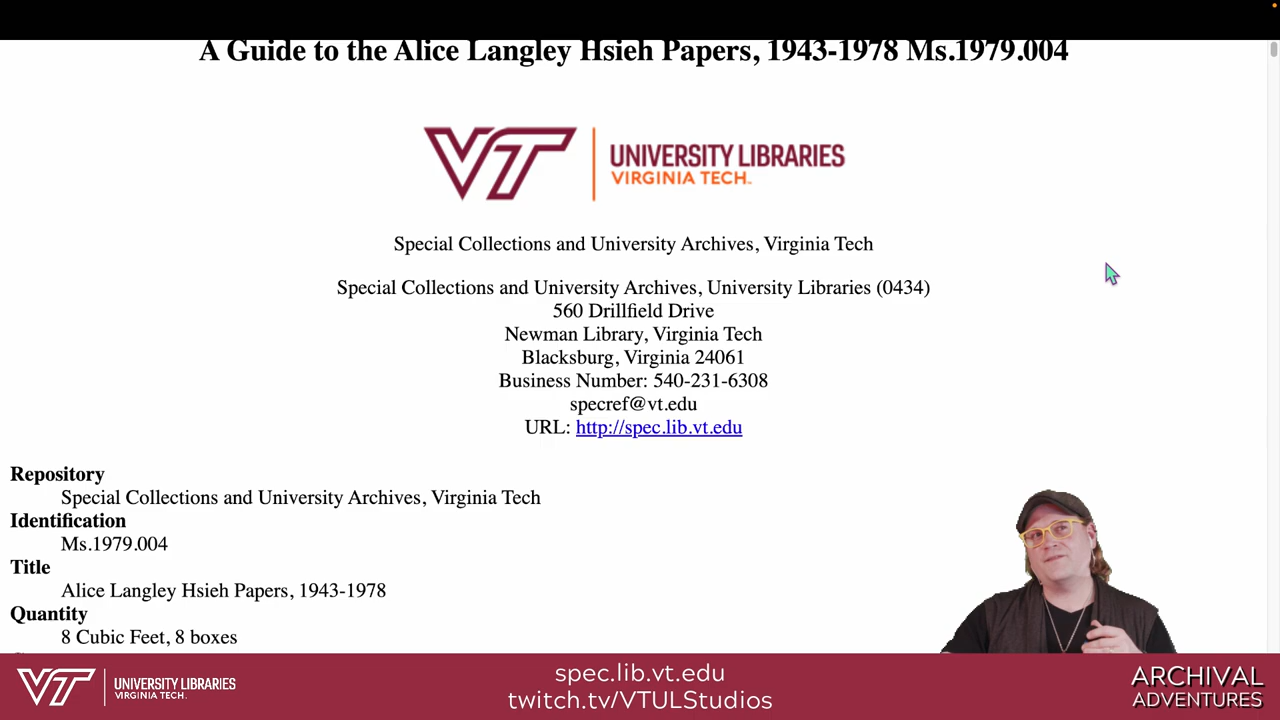 A Guide to the Alice Langley Hsieh Papers, 1943-1978 Ms.1979.004
VT
UNIVERSITY LIBRARIES
VIRGINIA TECH™
Special Collections and University Archives, Virginia Tech
Special Collections and University Archives, University Libraries (0434)
560 Drillfield Drive
Newman Library, Virginia Tech
Blacksburg, Virginia 24061
Business Number: 540-231-6308
specref@vt.edu
URL: http://spec.lib.vt.edu
Repository
Special Collections and University Archives, Virginia Tech
Identification
Ms.1979.004
Title
Alice Langley Hsieh Papers, 1943-1978
Quantity
8 Cubic Feet, 8 boxes
VT
UNIVERSITY LIBRARIES
VIRGINIA TECH.
spec.lib.vt.edu
twitch.tv/VTULStudios
ARCHIVAL
ADVENTURES